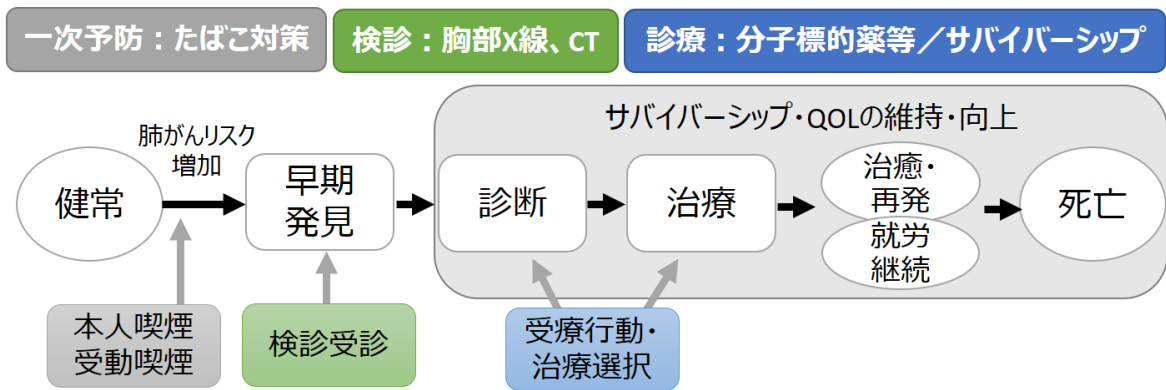 一次予防：たばこ対策
検診：胸部X線、CT
診療：分子標的薬等／サバイバーシップ
サバイバーシップ・QOLの維持・向上
肺がんリスク
増加
健常
早期
発見
診断
治療
治癒・
再発
就労
継続
死亡
本人喫煙
受動喫煙
検診受診
受療行動・
治療選択